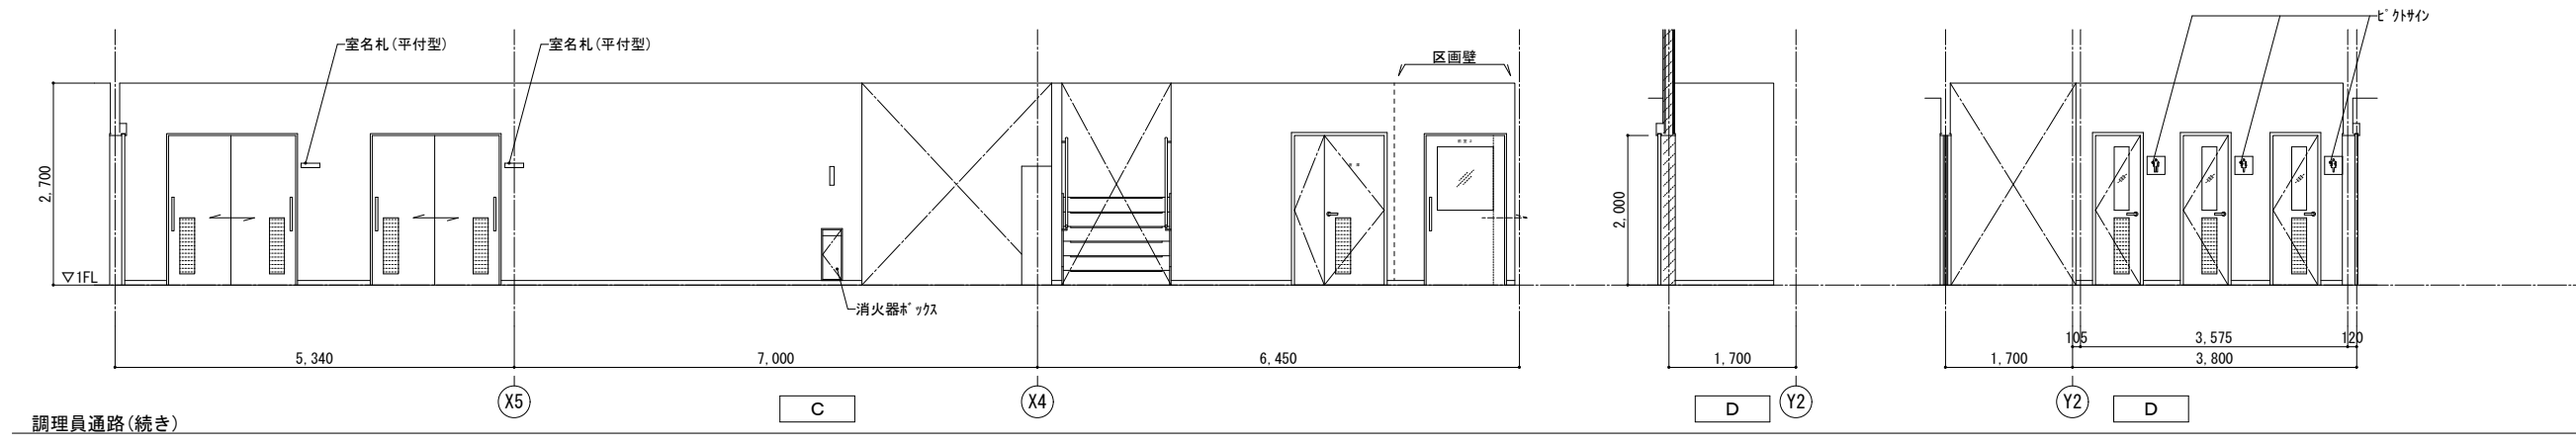 ﾋﾟｸﾄｻｲﾝ
室名札(平付型)
室名札(平付型)
区画壁
2,700
2,000
▽1FL
消火器ﾎﾞｯｸｽ
105
3,575
120
5,340
7,000
6,450
1,700
1,700
3,800
X5
C
X4
D
Y2
Y2
D
調理員通路(続き)